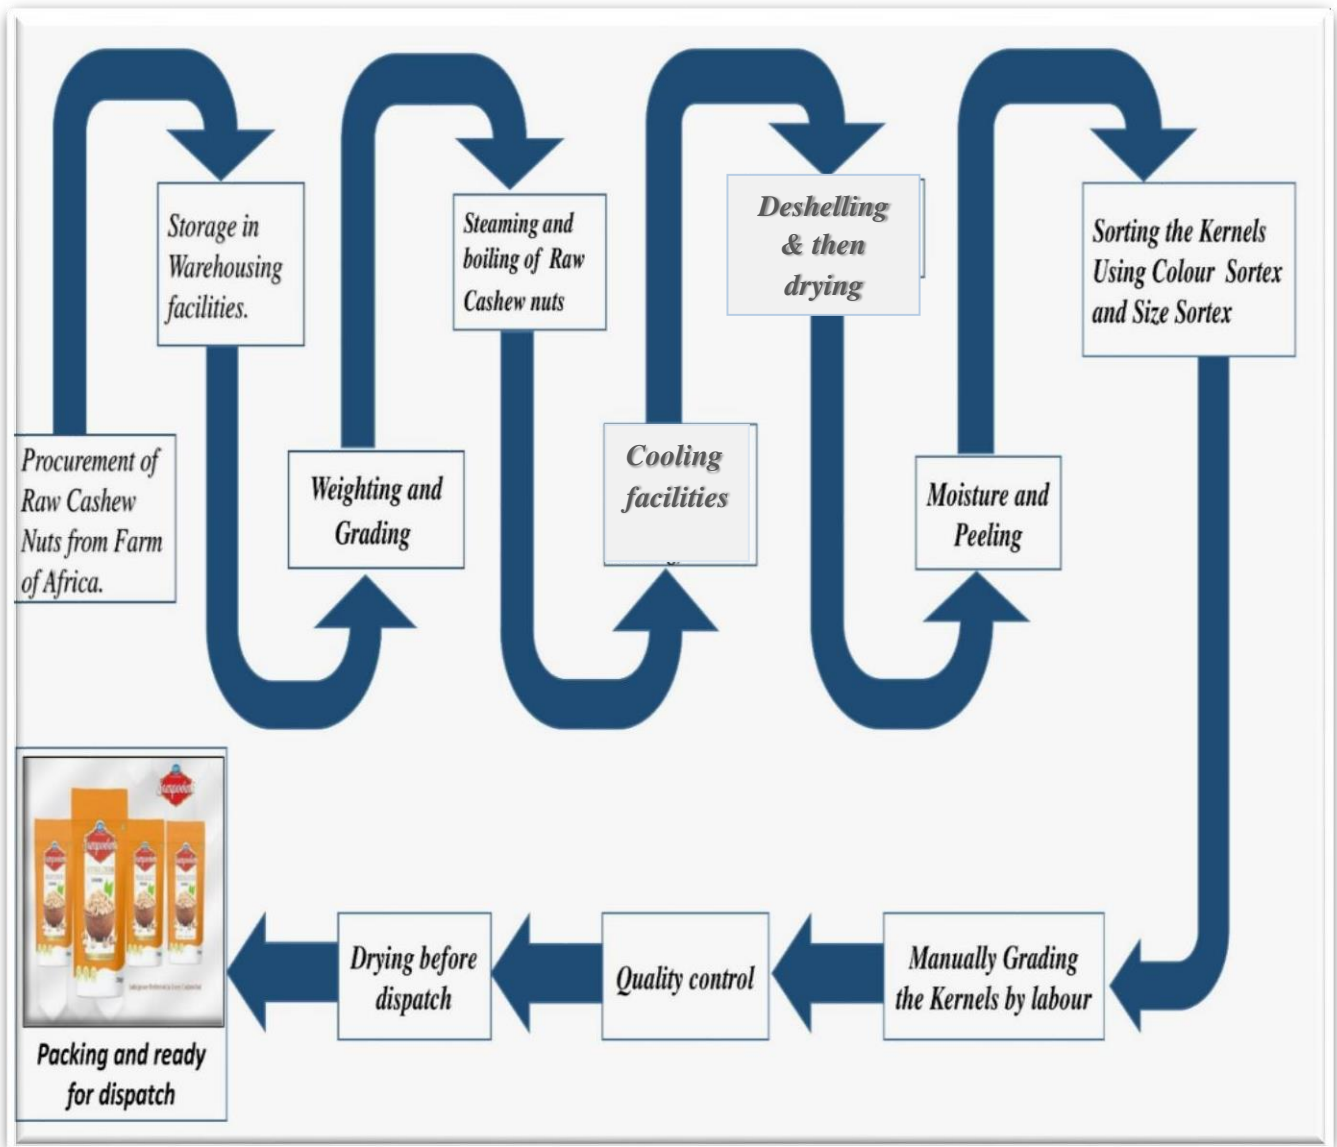 Procurement of
Raw Cashew
Nuts from Farm
of Africa.
Storage in
Warehousing
facilities.
Weighting and
Grading
Steaming and
boiling of Raw
Cashew nuts
Cooling
facilities
Deshelling
& then
drying
Moisture and
Peeling
Sorting the Kernels
Using Colour Sortex
and Size Sortex
Manually Grading
the Kernels by labour
Quality control
Drying before
dispatch
Packing and ready
for dispatch